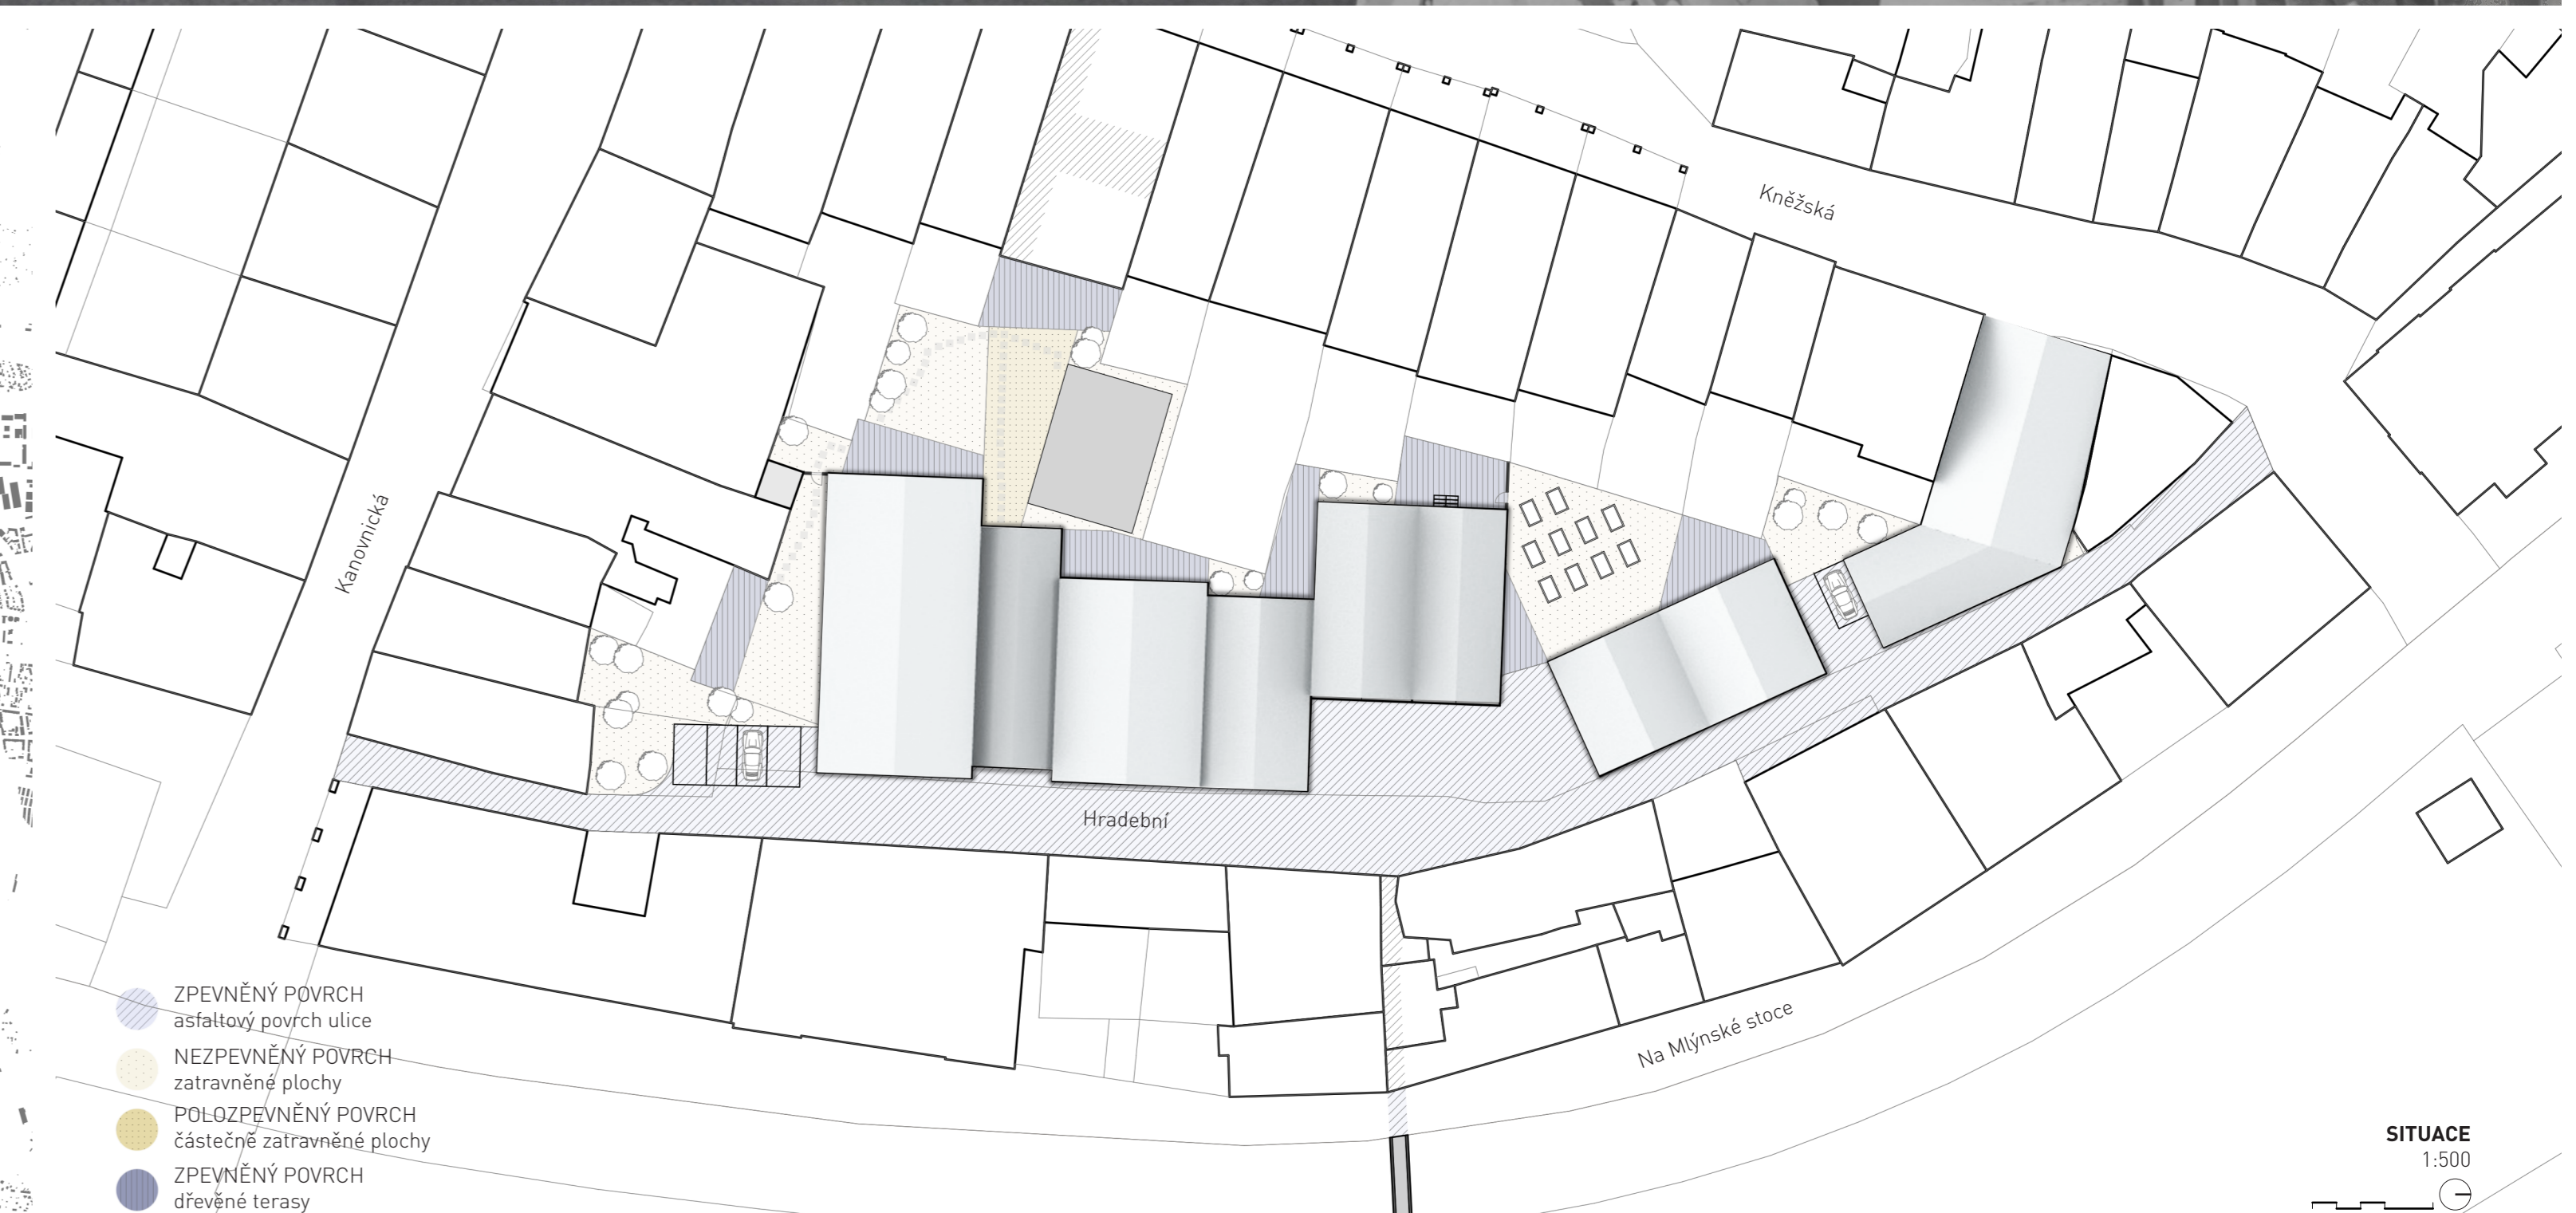 Kněžská
Kanovnická
Hradební
Na Mlýnské stoce
ZPEVNĚNÝ POVRCH
asfaltový povrch ulice
NEZPEVNĚNÝ POVRCH
zatravněné plochy
POLOZPEVNĚNÝ POVRCH
částečně zatravněné plochy
ZPEVNĚNÝ POVRCH
dřevěné terasy
SITUACE
1:500